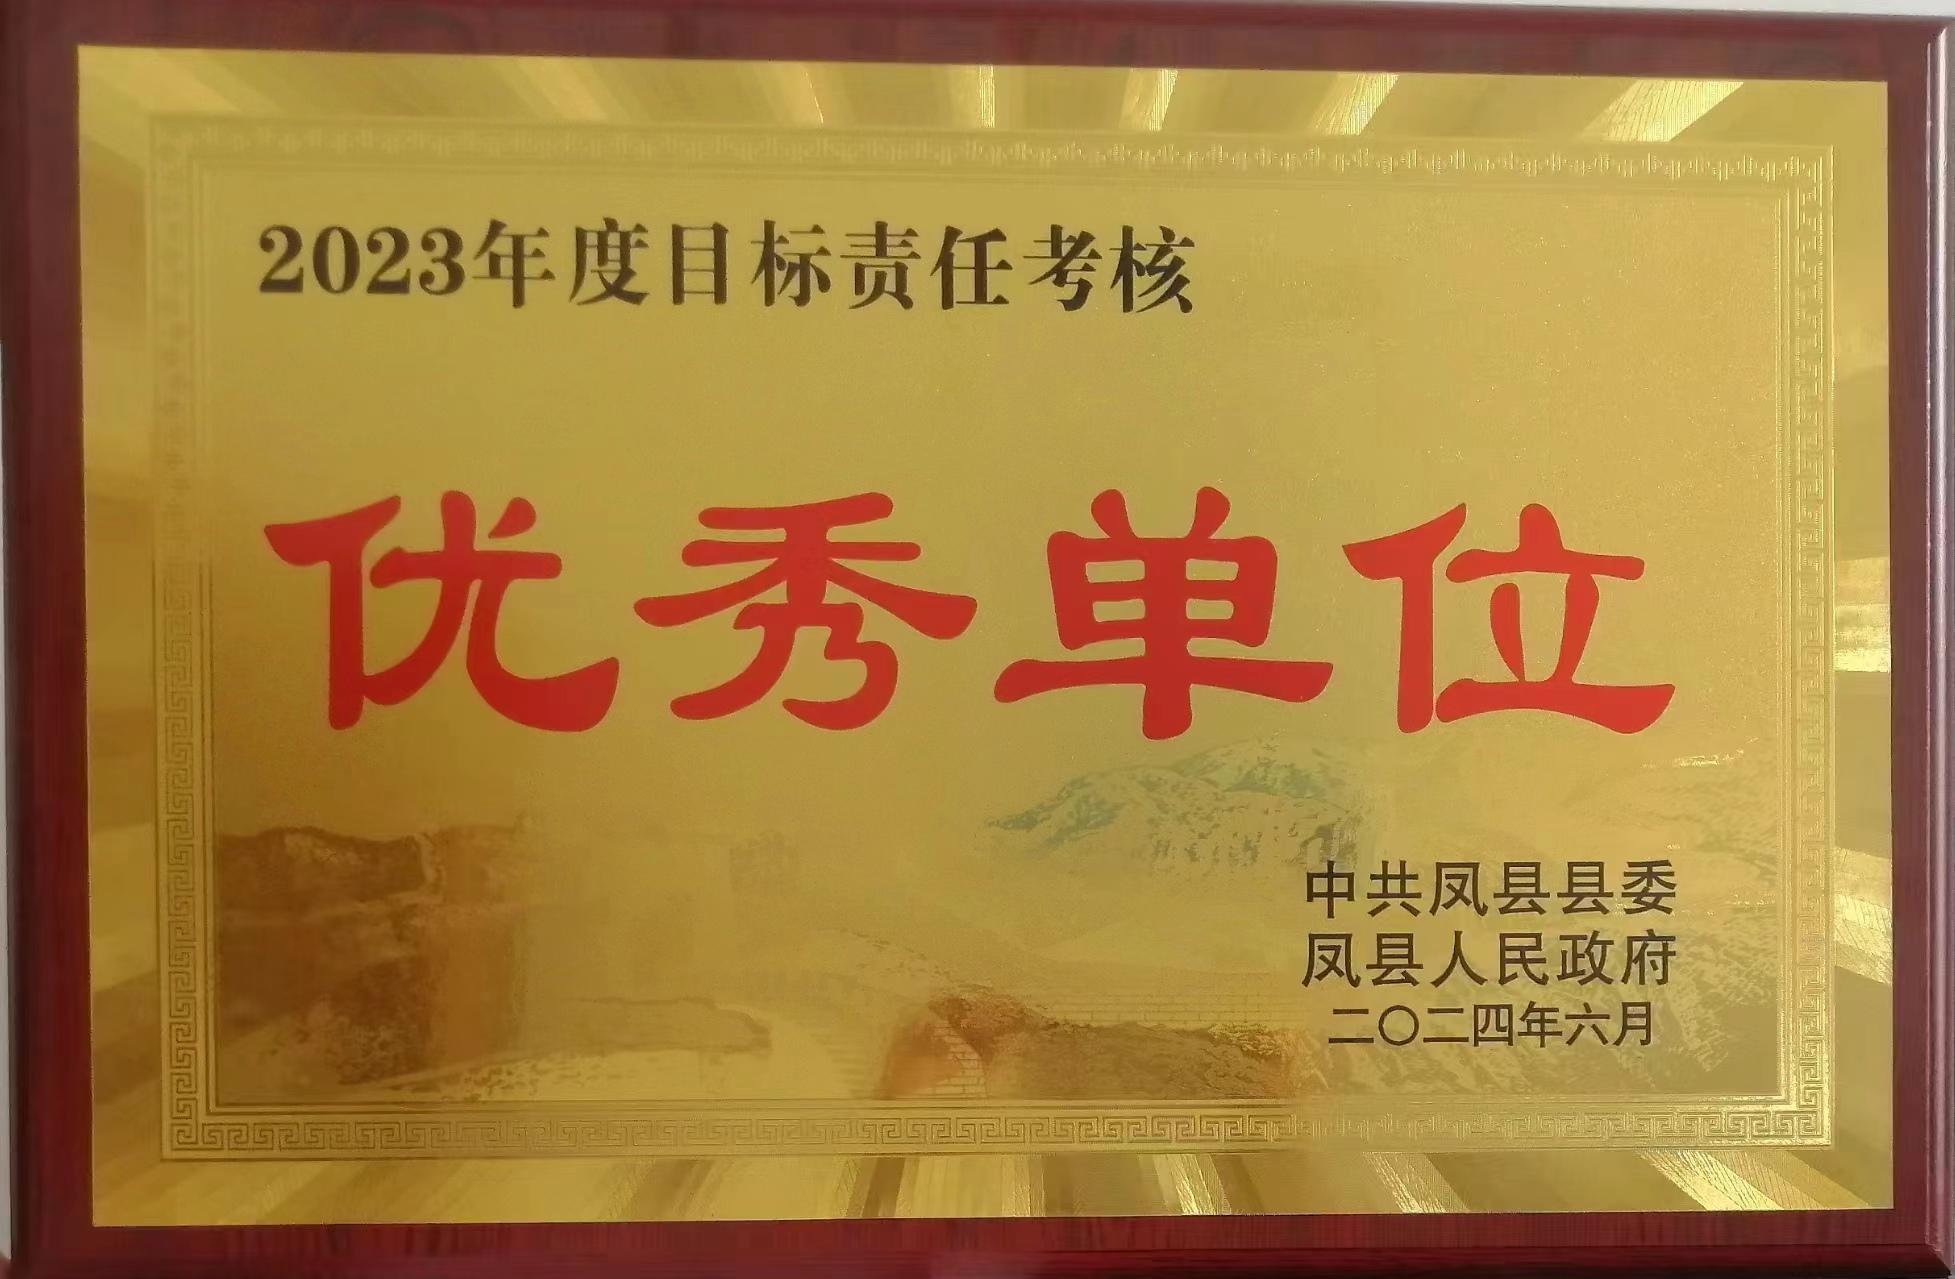 2023年度目标责任考核
优秀单位
中共凤县县委
凤县人民政府
二〇二四年六月